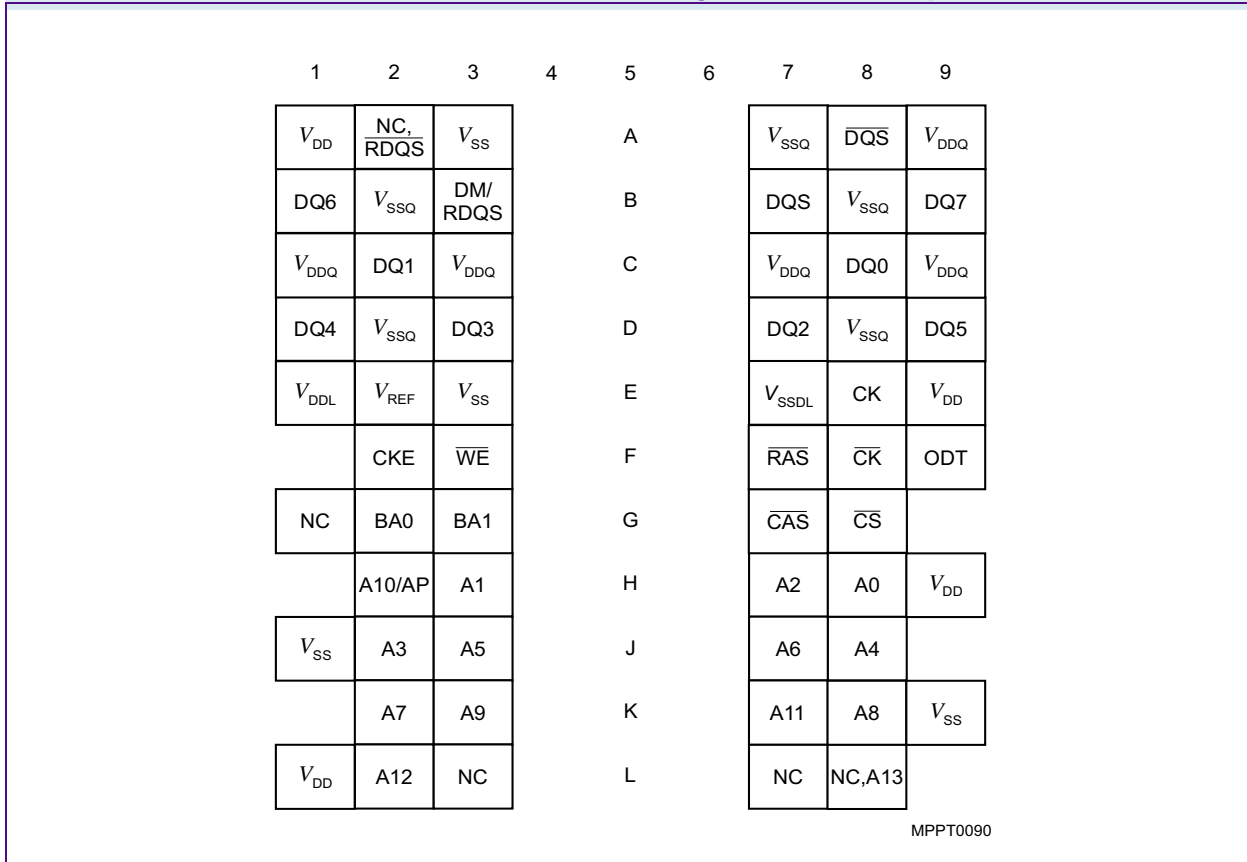 1 2 3 4 5 6 7 8 9
VDD NC, RDQS VSS A VSSQ DQS VDDQ
DQ6 VSSQ DM/ RDQS B DQS VSSQ DQ7
VDDQ DQ1 VDDQ C VDDQ DQ0 VDDQ
DQ4 VSSQ DQ3 D DQ2 VSSQ DQ5
VDDL VREF VSS E VSSDL CK VDD
CKE WE F RAS CK ODT
NC BA0 BA1 G CAS CS
A10/AP A1 H A2 A0 VDD
VSS A3 A5 J A6 A4
A7 A9 K A11 A8 VSS
VDD A12 NC L NC NC,A13
MPPT0090